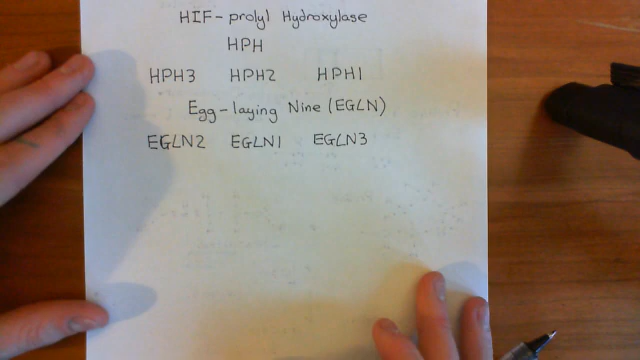 HIF-prolyl Hydroxylase
HPH
HPH3 HPH2 HPH1
Egg-laying Nine (EGLN)
EGLN2 EGLN1 EGLN3